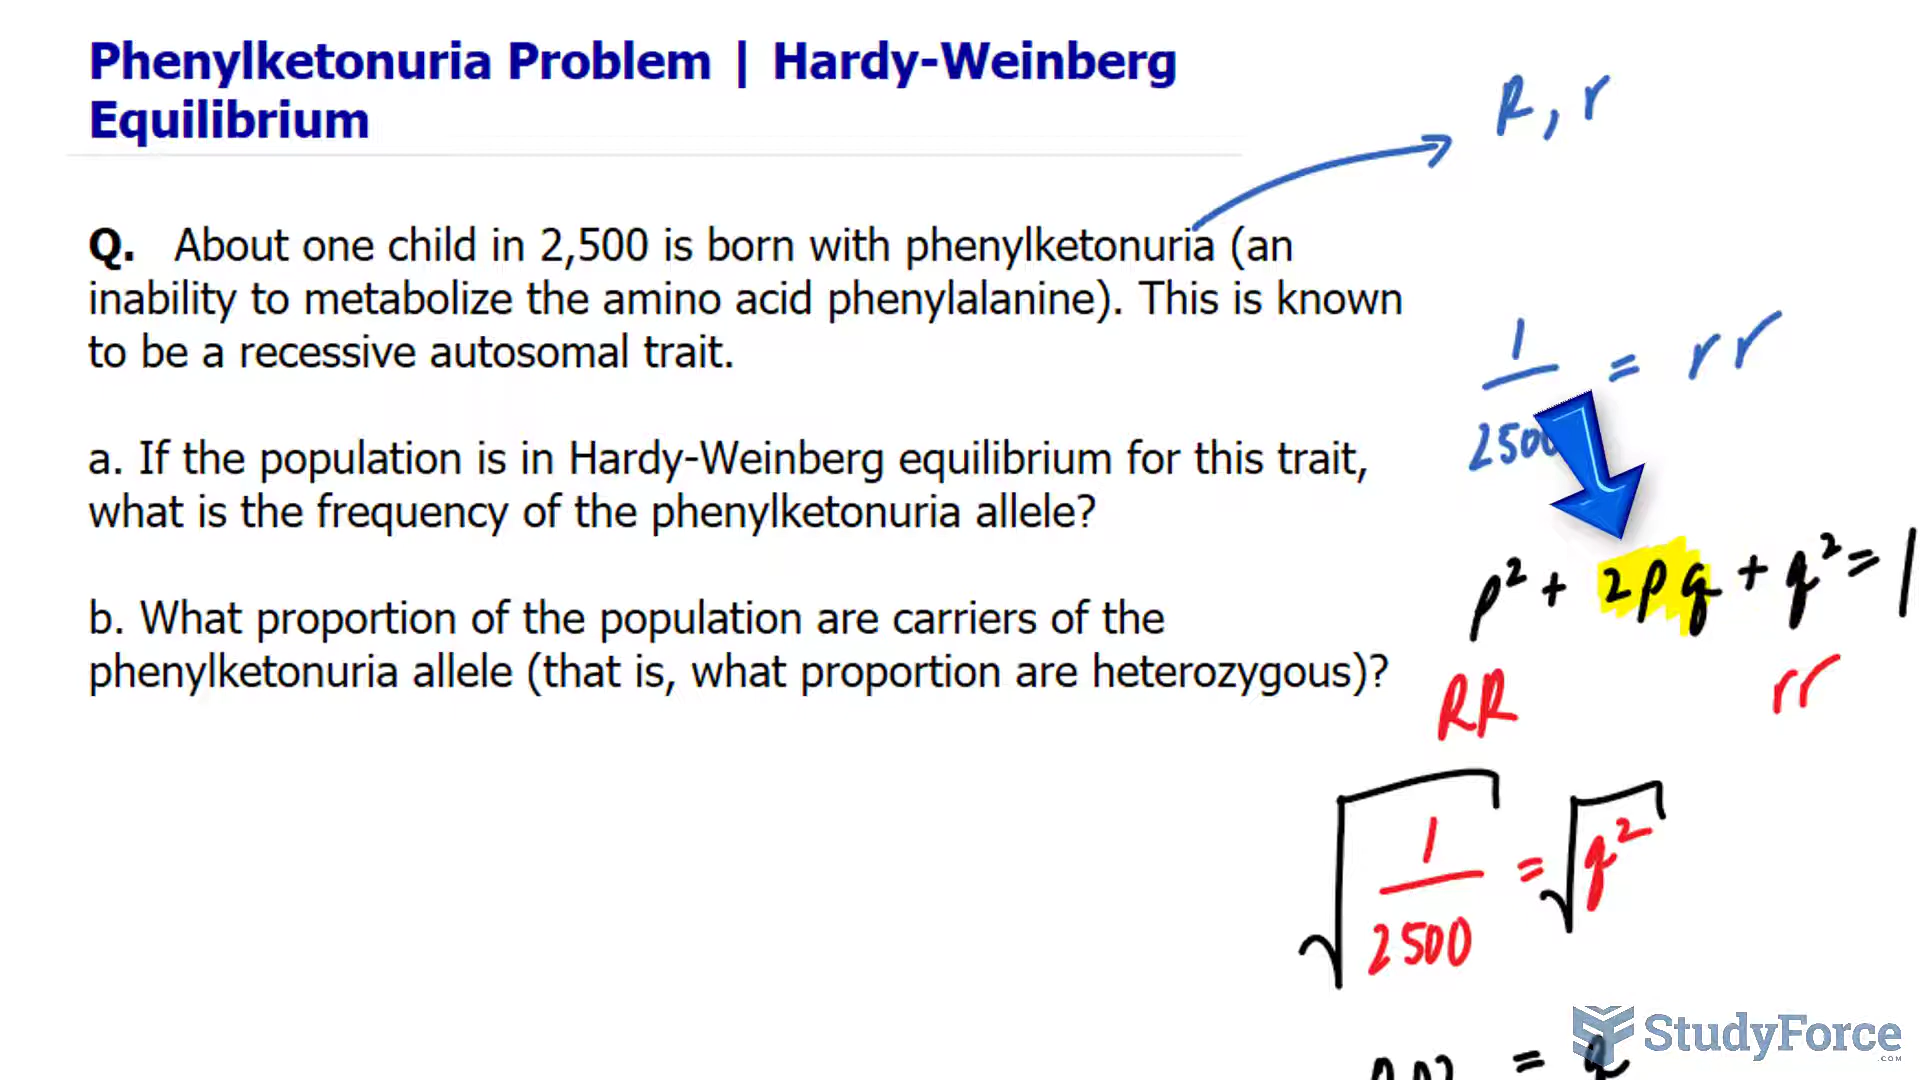 Phenylketonuria Problem | Hardy-Weinberg
Equilibrium
R, r
Q. About one child in 2,500 is born with phenylketonuria (an
inability to metabolize the amino acid phenylalanine). This is known
to be a recessive autosomal trait.
1/2500 = rr
a. If the population is in Hardy-Weinberg equilibrium for this trait,
what is the frequency of the phenylketonuria allele?
p² + 2pq + q² = 1
b. What proportion of the population are carriers of the
phenylketonuria allele (that is, what proportion are heterozygous)?
RR rr
√1/2500 = √q²
= q
StudyForce
.COM